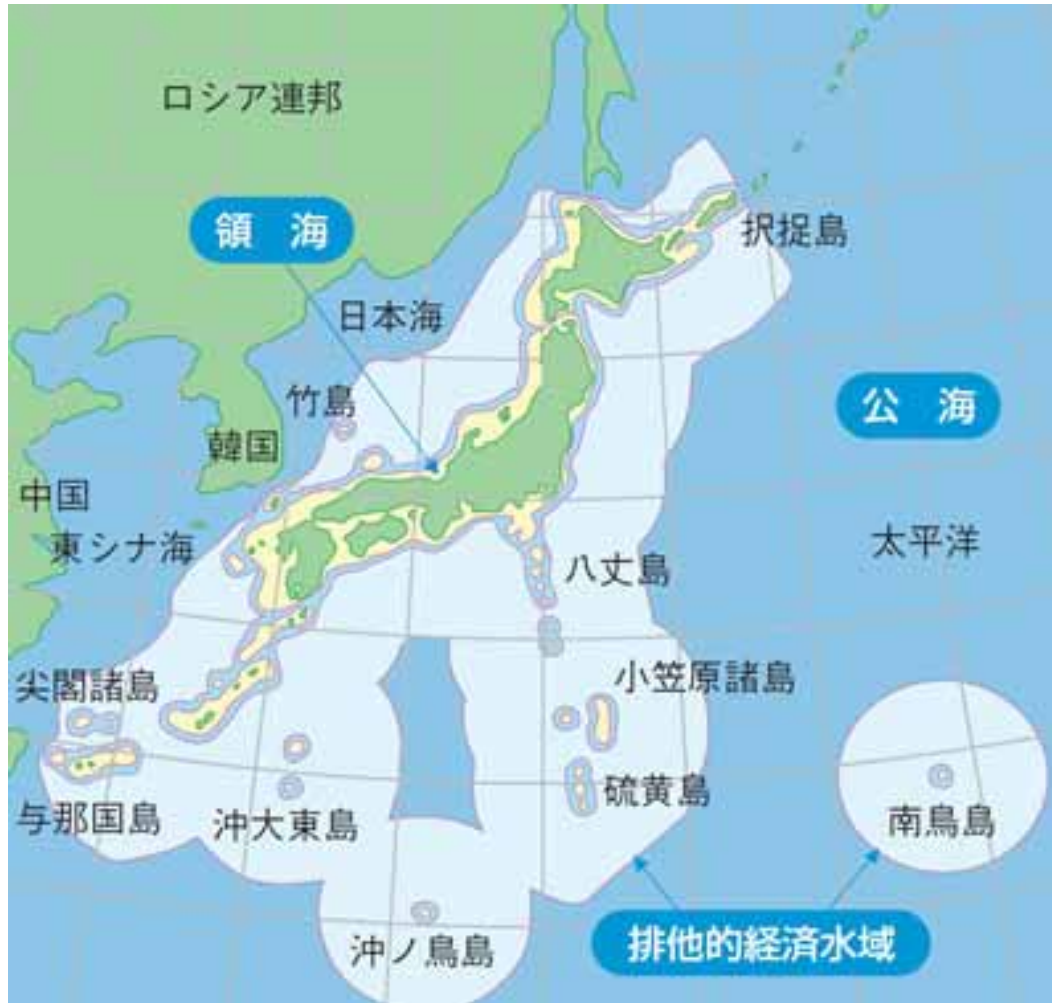 ロシア連邦
領 海
択捉島
日本海
竹島
公 海
韓国
中国
東シナ海
太平洋
八丈島
尖閣諸島
小笠原諸島
与那国島
沖大東島
硫黄島
南鳥島
沖ノ鳥島
排他的経済水域